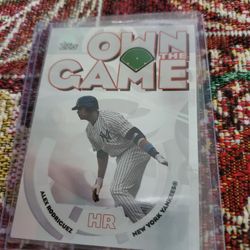 Topps
OWN
THE
GAME
ALEX RODRIGUEZ
HR
NEW YORK YANKEES®